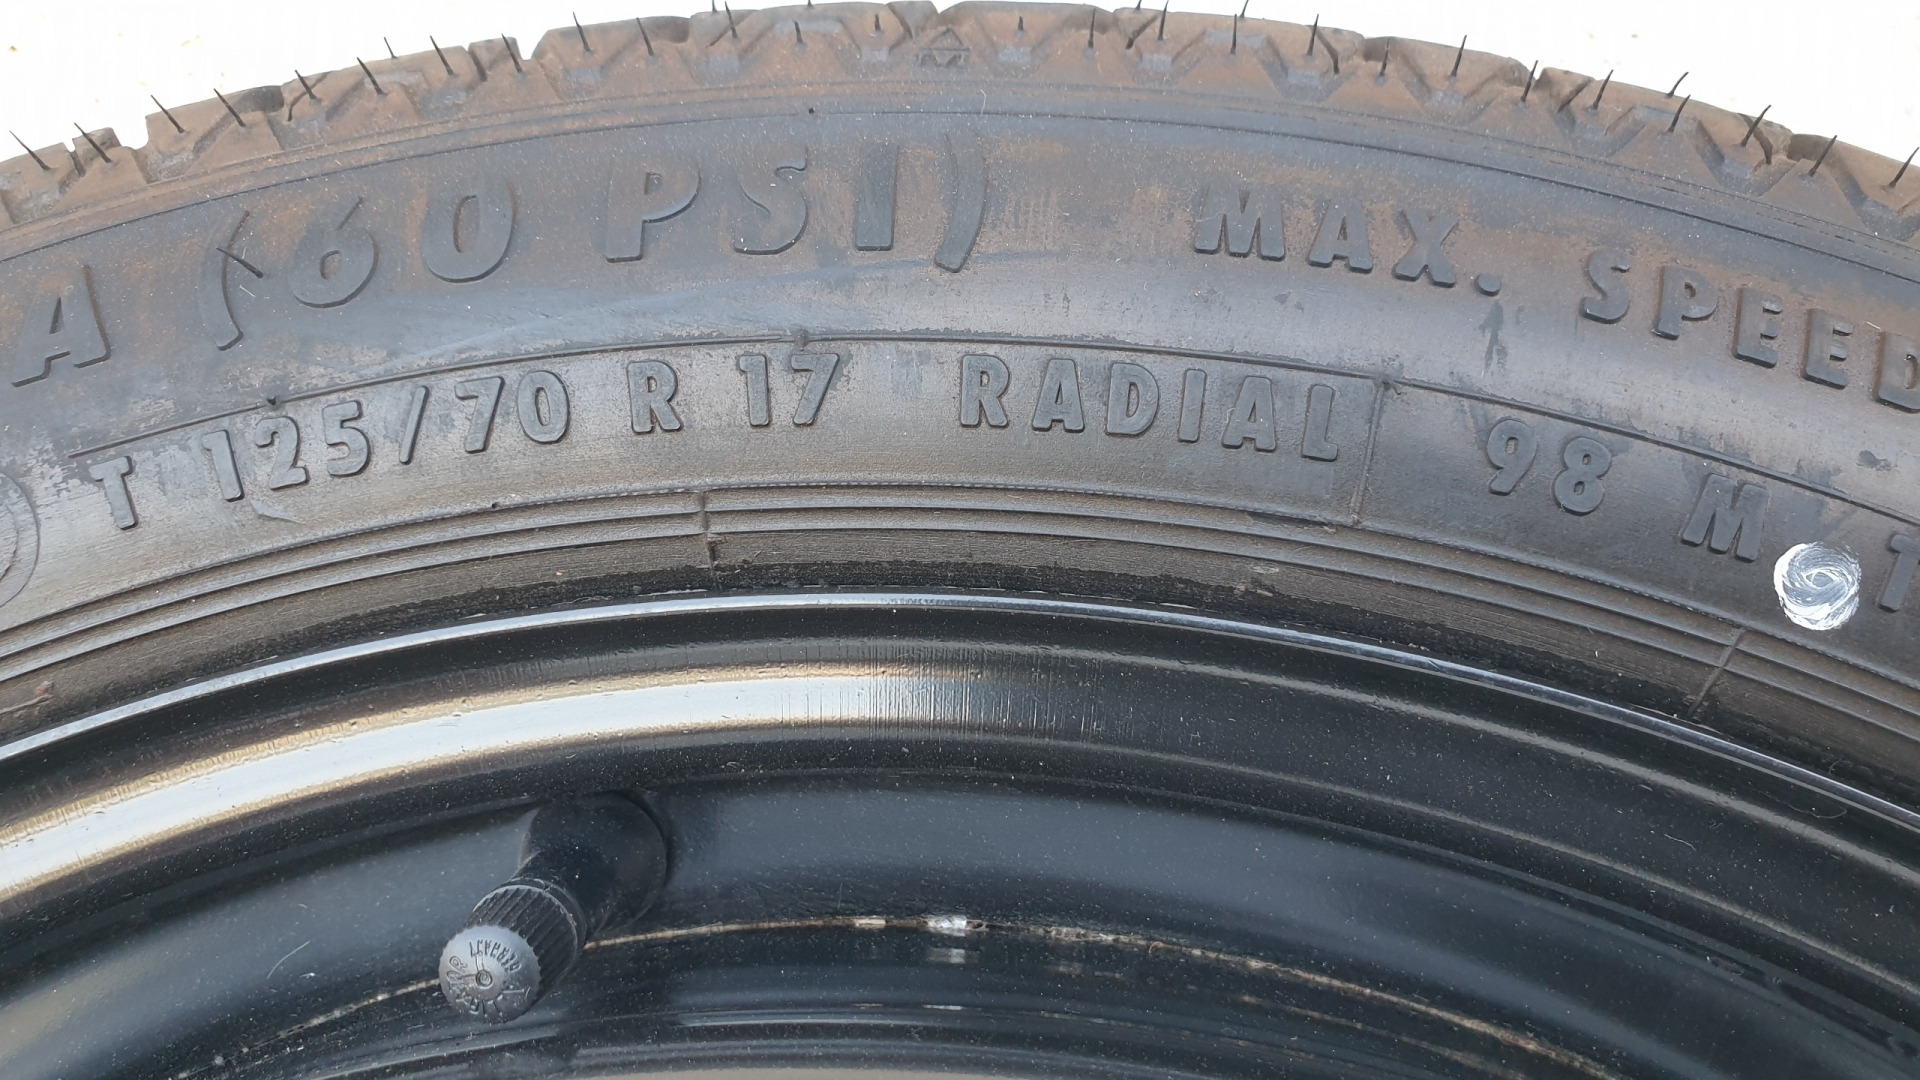 A (60 PSI) MAX. SPEED
T 125/70 R 17 RADIAL 98 M T